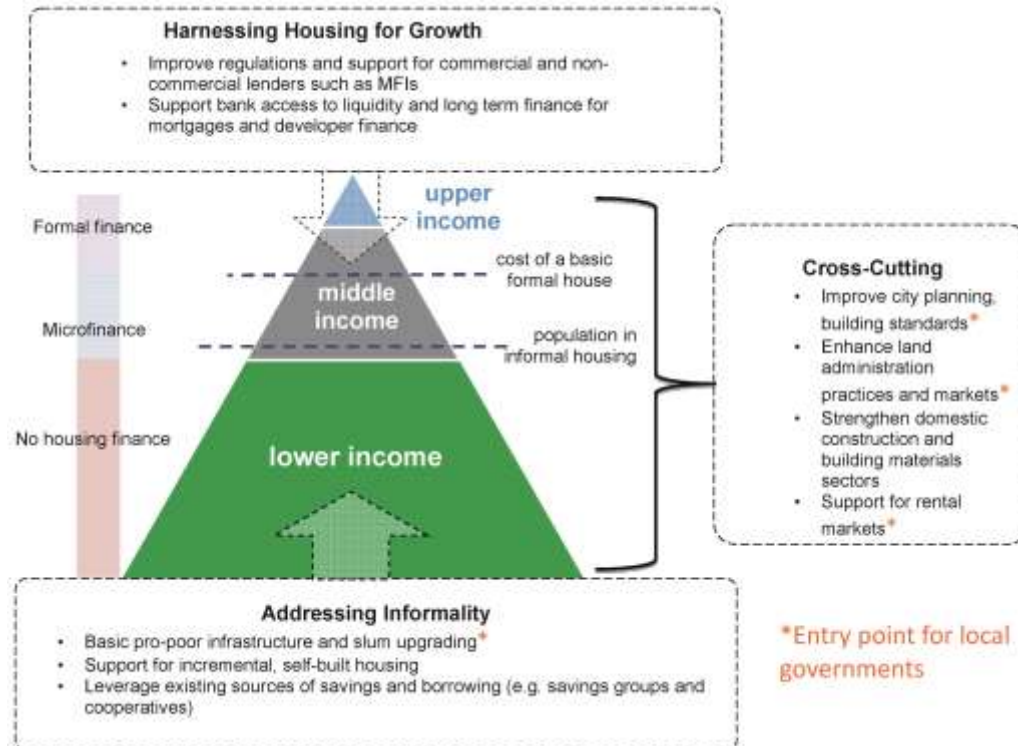 Harnessing Housing for Growth
• Improve regulations and support for commercial and non-
commercial lenders such as MFIs
• Support bank access to liquidity and long term finance for
mortgages and developer finance
upper
income
Formal finance
cost of a basic
formal house
middle
income
Microfinance
population in
informal housing
No housing finance
lower income
Cross-Cutting
• Improve city planning,
building standards*
• Enhance land
administration
practices and markets*
• Strengthen domestic
construction and
building materials
sectors
• Support for rental
markets*
Addressing Informality
• Basic pro-poor infrastructure and slum upgrading*
• Support for incremental, self-built housing
• Leverage existing sources of savings and borrowing (e.g. savings groups and
cooperatives)
*Entry point for local
governments